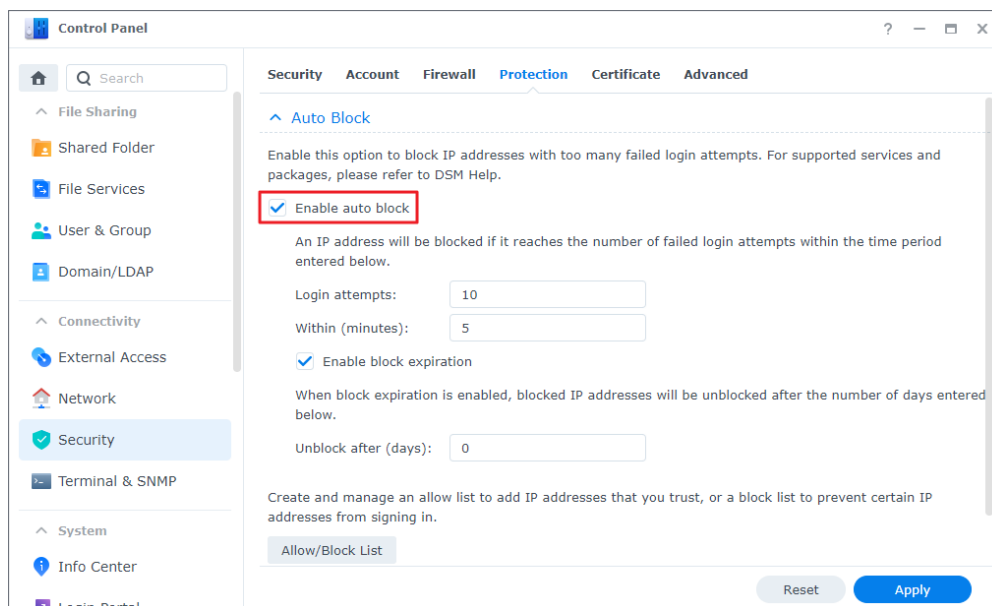 Control Panel
?
Search
File Sharing
Shared Folder
File Services
User & Group
Domain/LDAP
Connectivity
External Access
Network
Security
Terminal & SNMP
System
Info Center
Login Portal
Security Account Firewall Protection Certificate Advanced
Auto Block
Enable this option to block IP addresses with too many failed login attempts. For supported services and
packages, please refer to DSM Help.
Enable auto block
An IP address will be blocked if it reaches the number of failed login attempts within the time period
entered below.
Login attempts: 10
Within (minutes): 5
Enable block expiration
When block expiration is enabled, blocked IP addresses will be unblocked after the number of days entered
below.
Unblock after (days): 0
Create and manage an allow list to add IP addresses that you trust, or a block list to prevent certain IP
addresses from signing in.
Allow/Block List
Reset Apply